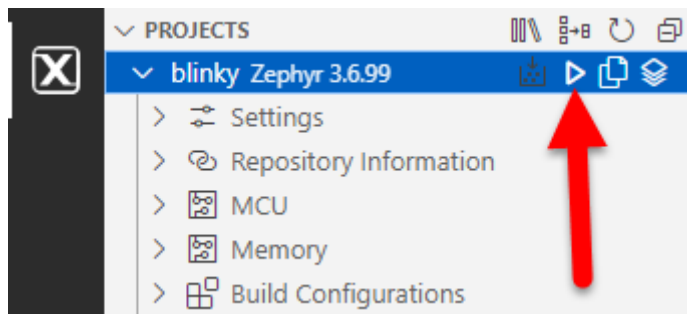 PROJECTS
blinky Zephyr 3.6.99
Settings
Repository Information
MCU
Memory
Build Configurations